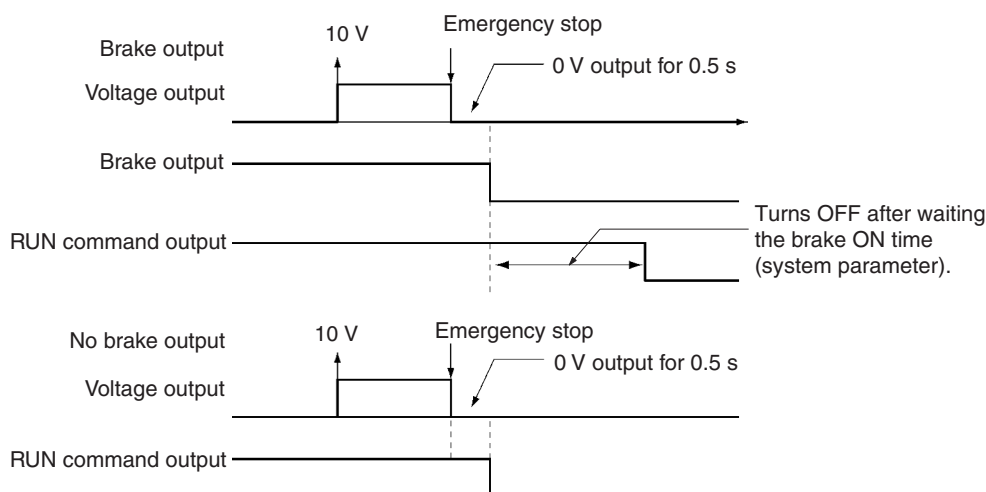 Emergency stop
10 V
Brake output
0 V output for 0.5 s
Voltage output
Brake output
Turns OFF after waiting
the brake ON time
(system parameter).
RUN command output
10 V
Emergency stop
No brake output
0 V output for 0.5 s
Voltage output
RUN command output